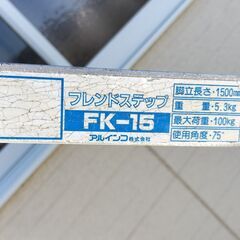 フレンドステップ
FK-15
アルインコ株式会社
脚立長さ・1500mm
重量・5.3kg
最大荷重・100kg
使用角度・75°